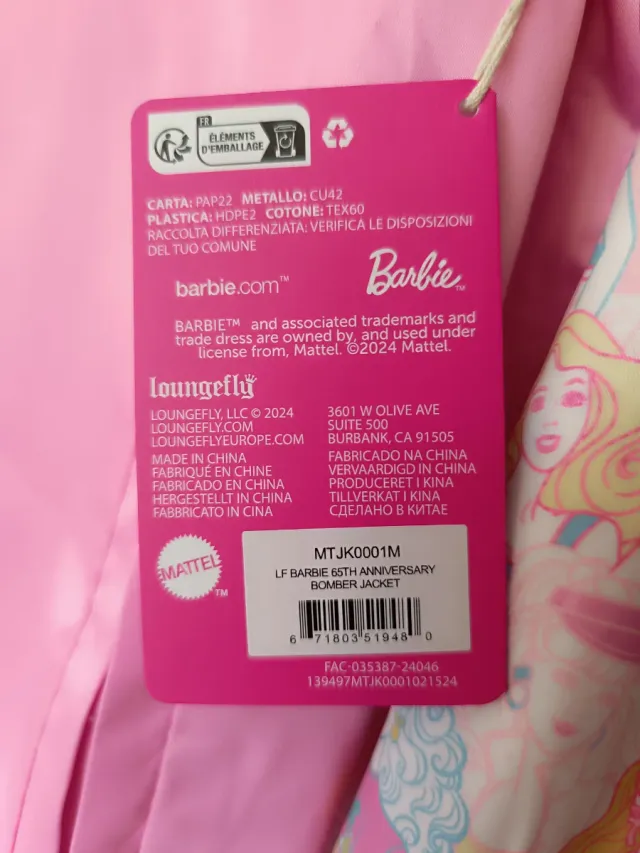 FR
ÉLÉMENTS
D'EMBALLAGE
CARTA: PAP22 METALLO: CU42
PLASTICA: HDPE2 COTONE: TEX60
RACCOLTA DIFFERENZIATA: VERIFICA LE DISPOSIZIONI
DEL TUO COMUNE
barbie.com™
Barbie™
BARBIE™ and associated trademarks and
trade dress are owned by, and used under
license from, Mattel. ©2024 Mattel.
loungefly
LOUNGEFLY, LLC © 2024
LOUNGEFLY.COM
LOUNGEFLYEUROPE.COM
3601 W OLIVE AVE
SUITE 500
BURBANK, CA 91505
MADE IN CHINA
FABRIQUÉ EN CHINE
FABRICADO EN CHINA
HERGESTELLT IN CHINA
FABBRICATO IN CINA
FABRICADO NA CHINA
VERVAARDIGD IN CHINA
PRODUCERET I KINA
TILLVERKAT I KINA
СДЕЛАНО В КИТАЕ
MATTEL™
MTJK0001M
LF BARBIE 65TH ANNIVERSARY
BOMBER JACKET
6 71803 51948 0
FAC-035387-24046
139497MTJK0001021524